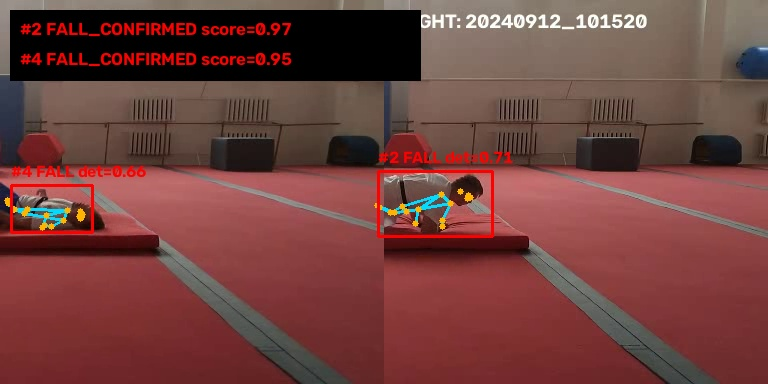 #2 FALL_CONFIRMED score=0.97
#4 FALL_CONFIRMED score=0.95
GHT: 20240912_101520
#4 FALL det=0.66
#2 FALL det=0.71